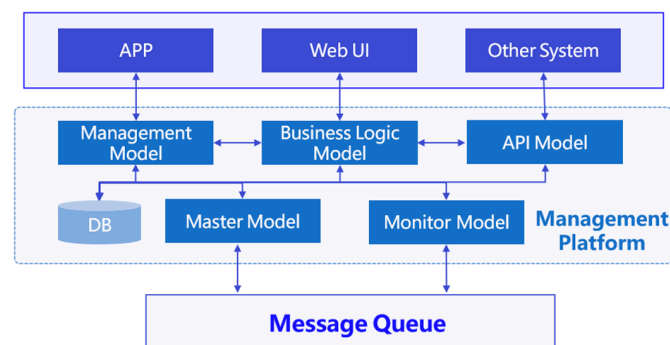 APP
Web UI
Other System
Management
Model
Business Logic
Model
API Model
DB
Master Model
Monitor Model
Management
Platform
Message Queue